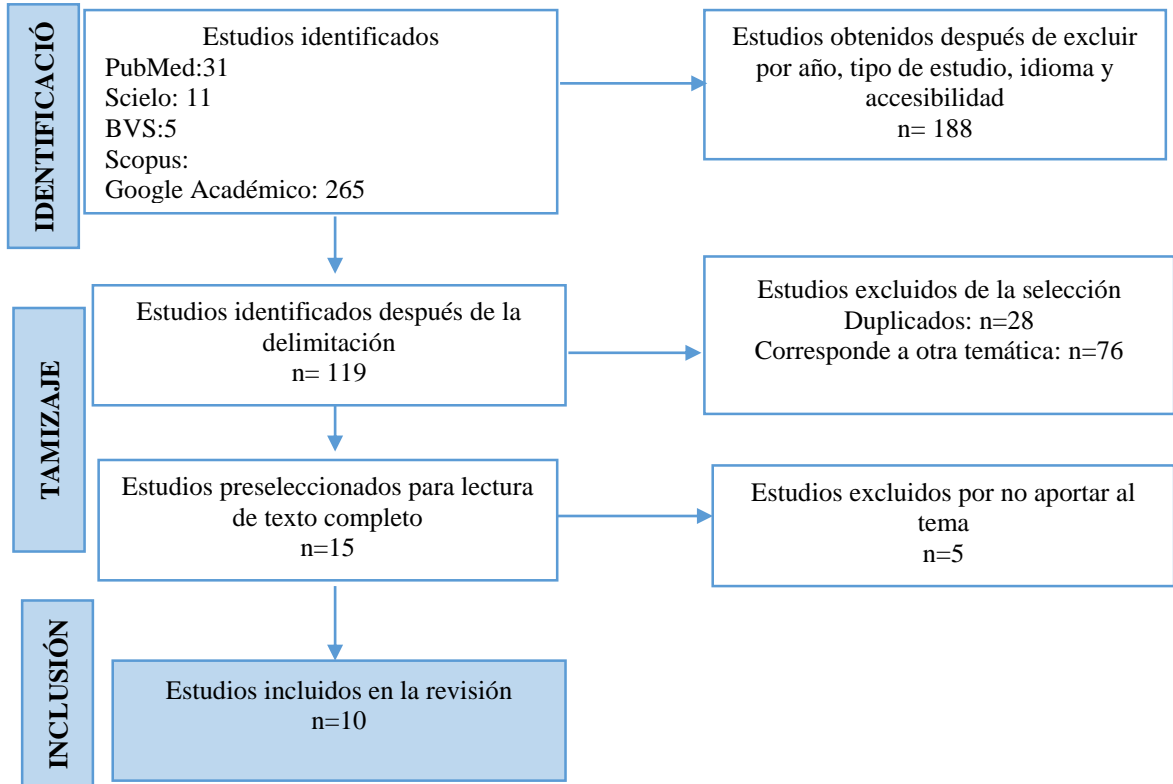 IDENTIFICACIÓ
Estudios identificados
PubMed:31
Scielo: 11
BVS:5
Scopus:
Google Académico: 265
Estudios obtenidos después de excluir
por año, tipo de estudio, idioma y
accesibilidad
n= 188
TAMIZAJE
Estudios identificados después de la
delimitación
n= 119
Estudios excluidos de la selección
Duplicados: n=28
Corresponde a otra temática: n=76
Estudios preseleccionados para lectura
de texto completo
n=15
Estudios excluidos por no aportar al
tema
n=5
INCLUSIÓN
Estudios incluidos en la revisión
n=10